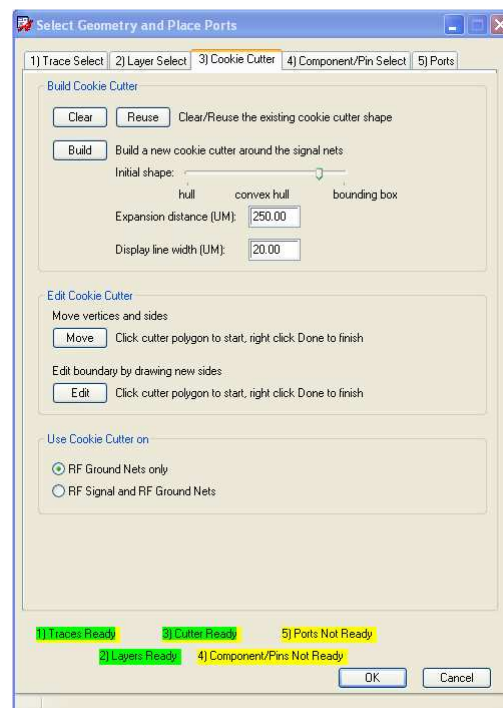 Select Geometry and Place Ports
1) Trace Select 2) Layer Select 3) Cookie Cutter 4) Component/Pin Select 5) Ports
Build Cookie Cutter
Clear Reuse Clear/Reuse the existing cookie cutter shape
Build Build a new cookie cutter around the signal nets
Initial shape:
hull convex hull bounding box
Expansion distance (UM): 250.00
Display line width (UM): 20.00
Edit Cookie Cutter
Move vertices and sides
Move Click cutter polygon to start, right click Done to finish
Edit boundary by drawing new sides
Edit Click cutter polygon to start, right click Done to finish
Use Cookie Cutter on
RF Ground Nets only
RF Signal and RF Ground Nets
1) Traces Ready 3) Cutter Ready 5) Ports Not Ready
2) Layers Ready 4) Component/Pins Not Ready
OK Cancel